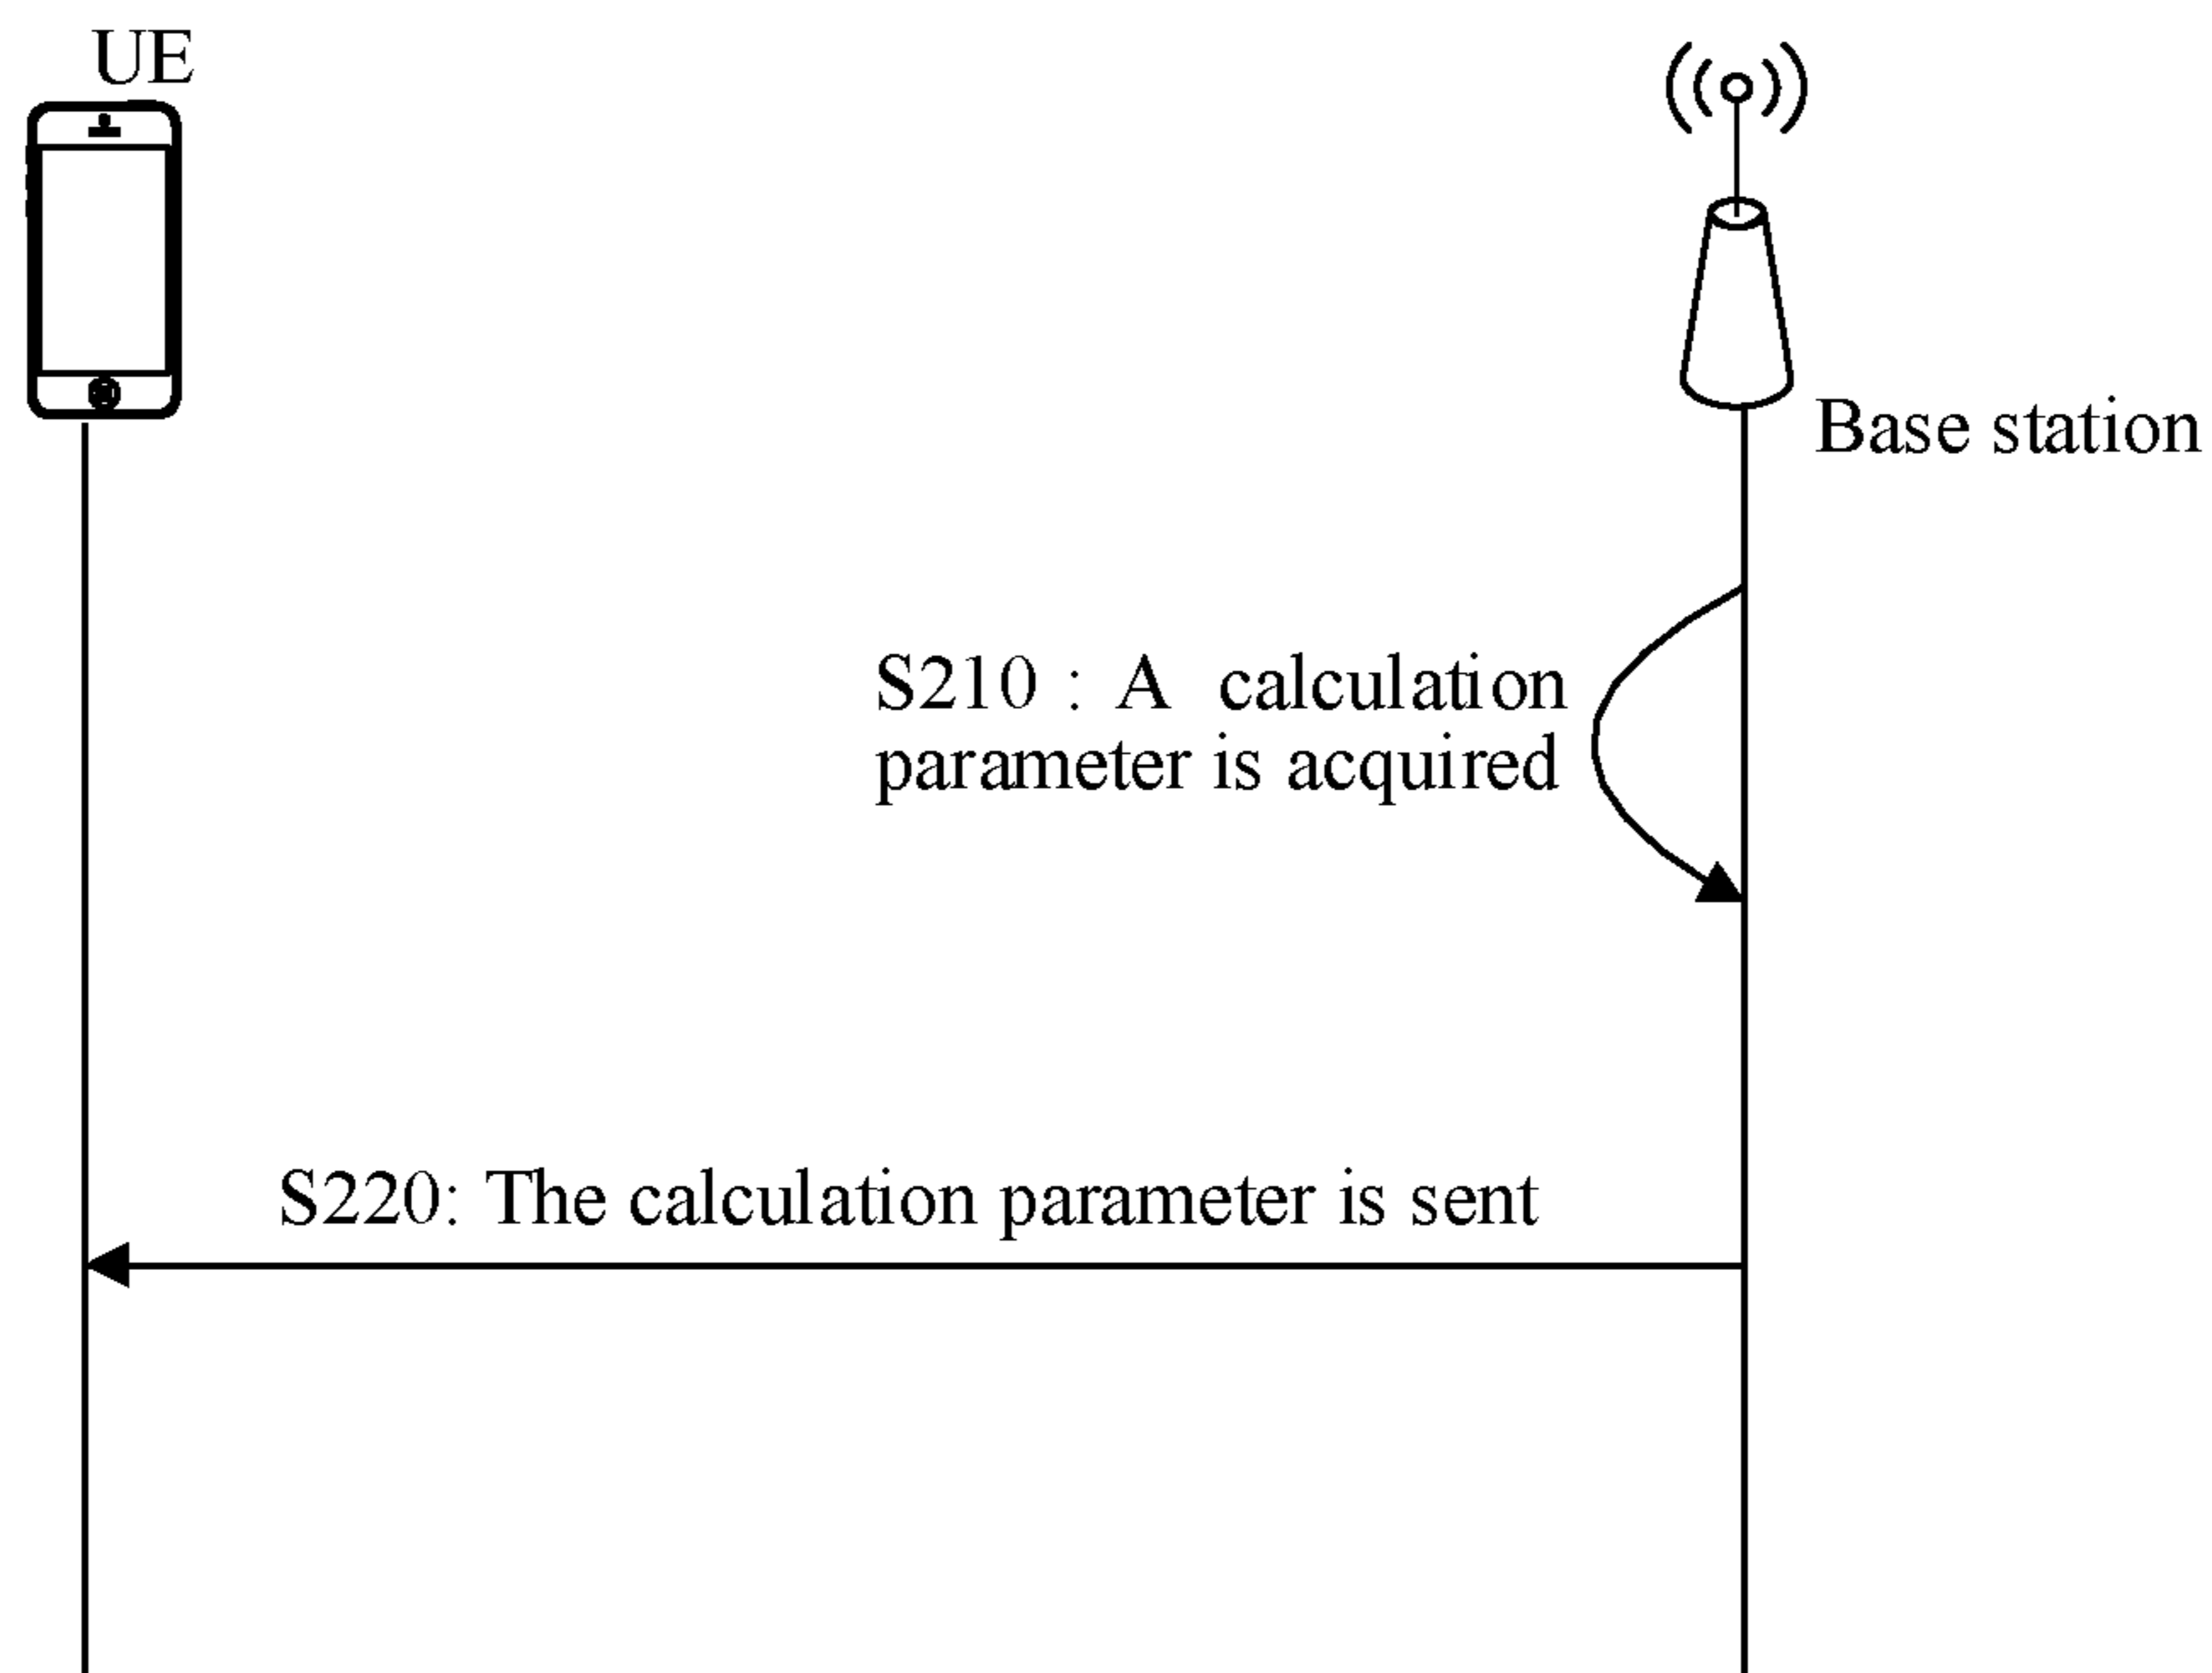 UE
Base station
S210 : A calculation
parameter is acquired
S220: The calculation parameter is sent